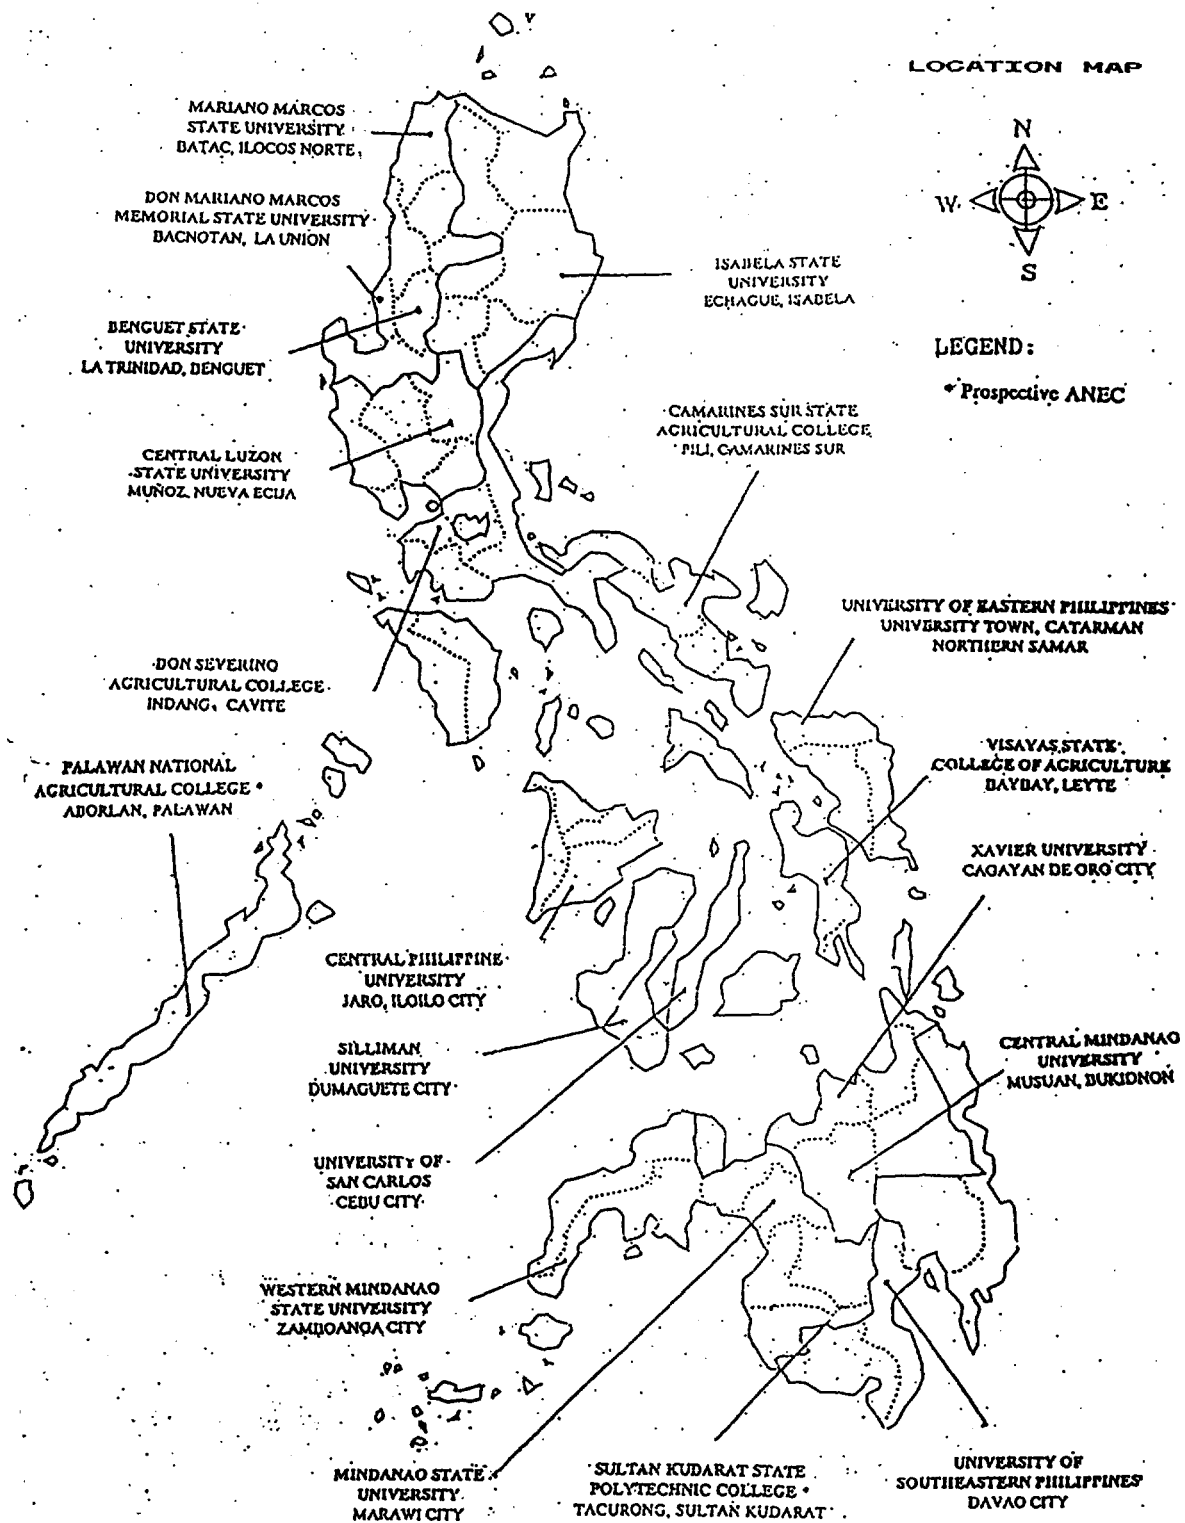 LOCATION MAP
N
W E
S
LEGEND:
* Prospective ANEC
MARIANO MARCOS
STATE UNIVERSITY
BATAC, ILOCOS NORTE
DON MARIANO MARCOS
MEMORIAL STATE UNIVERSITY
BACNOTAN, LA UNION
BENGUET STATE
UNIVERSITY
LA TRINIDAD, BENGUET
CENTRAL LUZON
STATE UNIVERSITY
MUÑOZ, NUEVA ECIJA
ISABELA STATE
UNIVERSITY
ECHAGUE, ISABELA
CAMARINES SUR STATE
AGRICULTURAL COLLEGE
PILI, CAMARINES SUR
DON SEVERINO
AGRICULTURAL COLLEGE
INDANG, CAVITE
PALAWAN NATIONAL
AGRICULTURAL COLLEGE *
ABORLAN, PALAWAN
UNIVERSITY OF EASTERN PHILIPPINES
UNIVERSITY TOWN, CATARMAN
NORTHERN SAMAR
VISAYAS STATE
COLLEGE OF AGRICULTURE
BAYBAY, LEYTE
XAVIER UNIVERSITY
CAGAYAN DE ORO CITY
CENTRAL PHILIPPINE
UNIVERSITY
JARO, ILOILO CITY
SILLIMAN
UNIVERSITY
DUMAGUETE CITY
CENTRAL MINDANAO
UNIVERSITY
MUSUAN, BUKIDNON
UNIVERSITY OF
SAN CARLOS
CEBU CITY
WESTERN MINDANAO
STATE UNIVERSITY
ZAMBOANGA CITY
MINDANAO STATE
UNIVERSITY
MARAWI CITY
SULTAN KUDARAT STATE
POLYTECHNIC COLLEGE *
TACURONG, SULTAN KUDARAT
UNIVERSITY OF
SOUTHEASTERN PHILIPPINES
DAVAO CITY